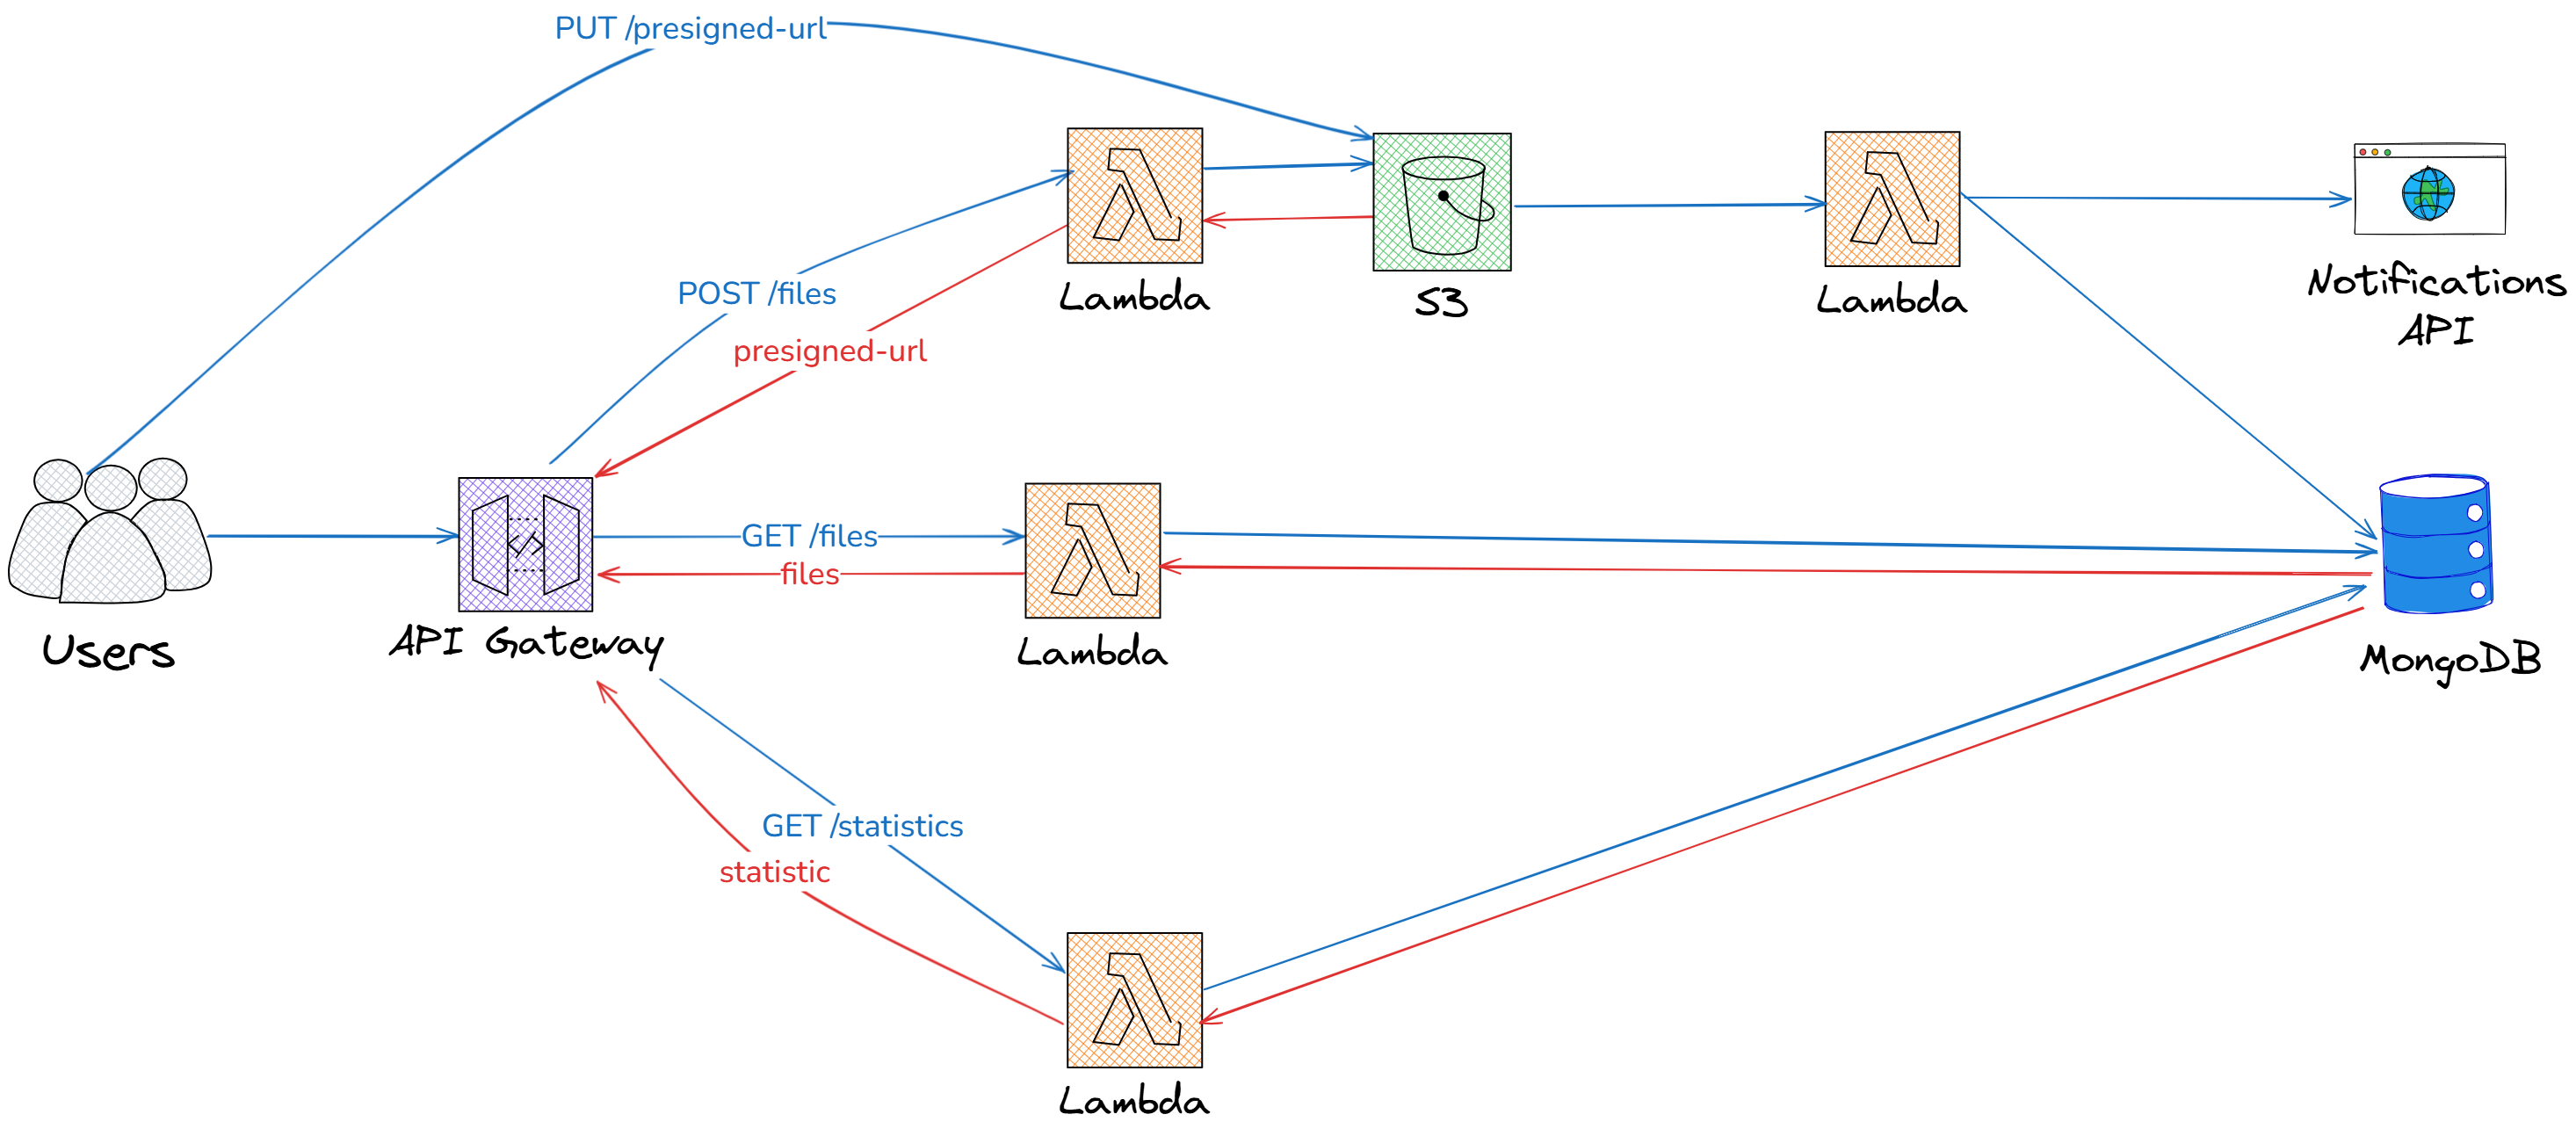 PUT /presigned-url
Lambda
S3
Lambda
Notifications
API
POST /files
presigned-url
Users
API Gateway
</>
GET /files
files
Lambda
MongoDB
GET /statistics
statistic
Lambda